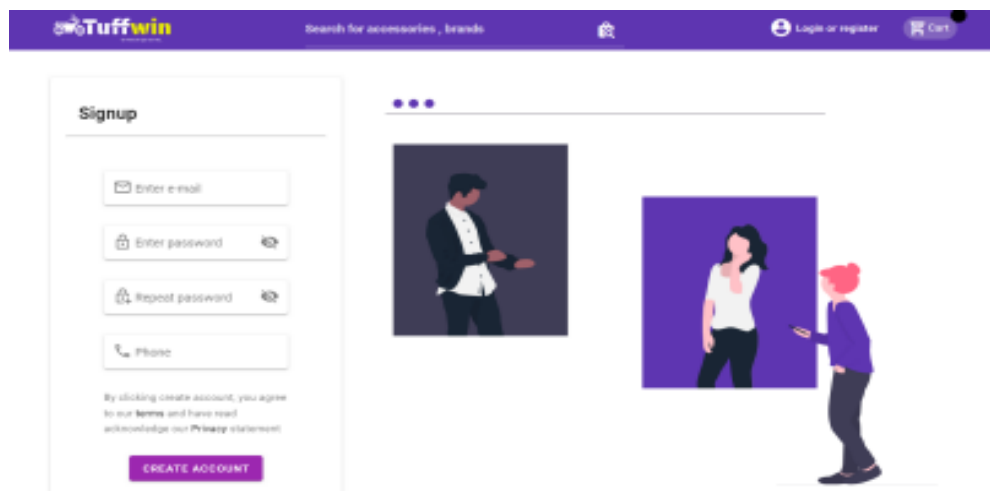 Tuffwin
Search for accessories , brands
Login or register
Cart
Signup
Enter e-mail
Enter password
Repeat password
Phone
By clicking create account, you agree
to our terms and have read
acknowledge our Privacy statement
CREATE ACCOUNT